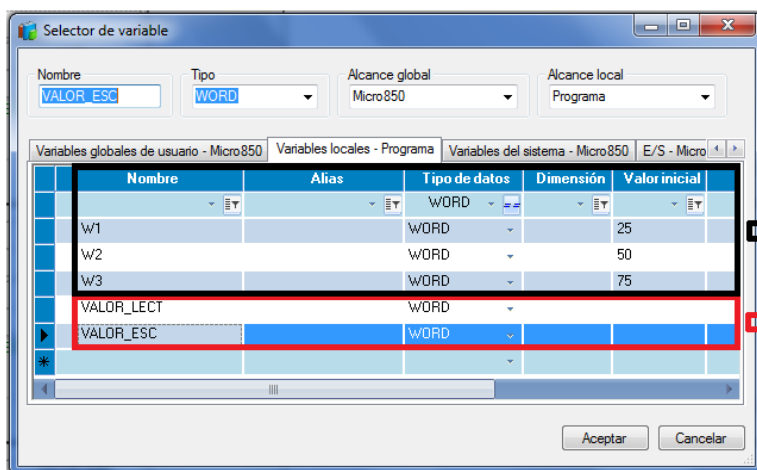 Selector de variable
Nombre Tipo Alcance global Alcance local
VALOR_ESC WORD Micro850 Programa
Variables globales de usuario - Micro850 Variables locales - Programa Variables del sistema - Micro850 E/S - Micro
Nombre Alias Tipo de datos Dimensión Valor inicial
WORD ==
W1 WORD 25
W2 WORD 50
W3 WORD 75
VALOR_LECT WORD
VALOR_ESC WORD
Aceptar Cancelar